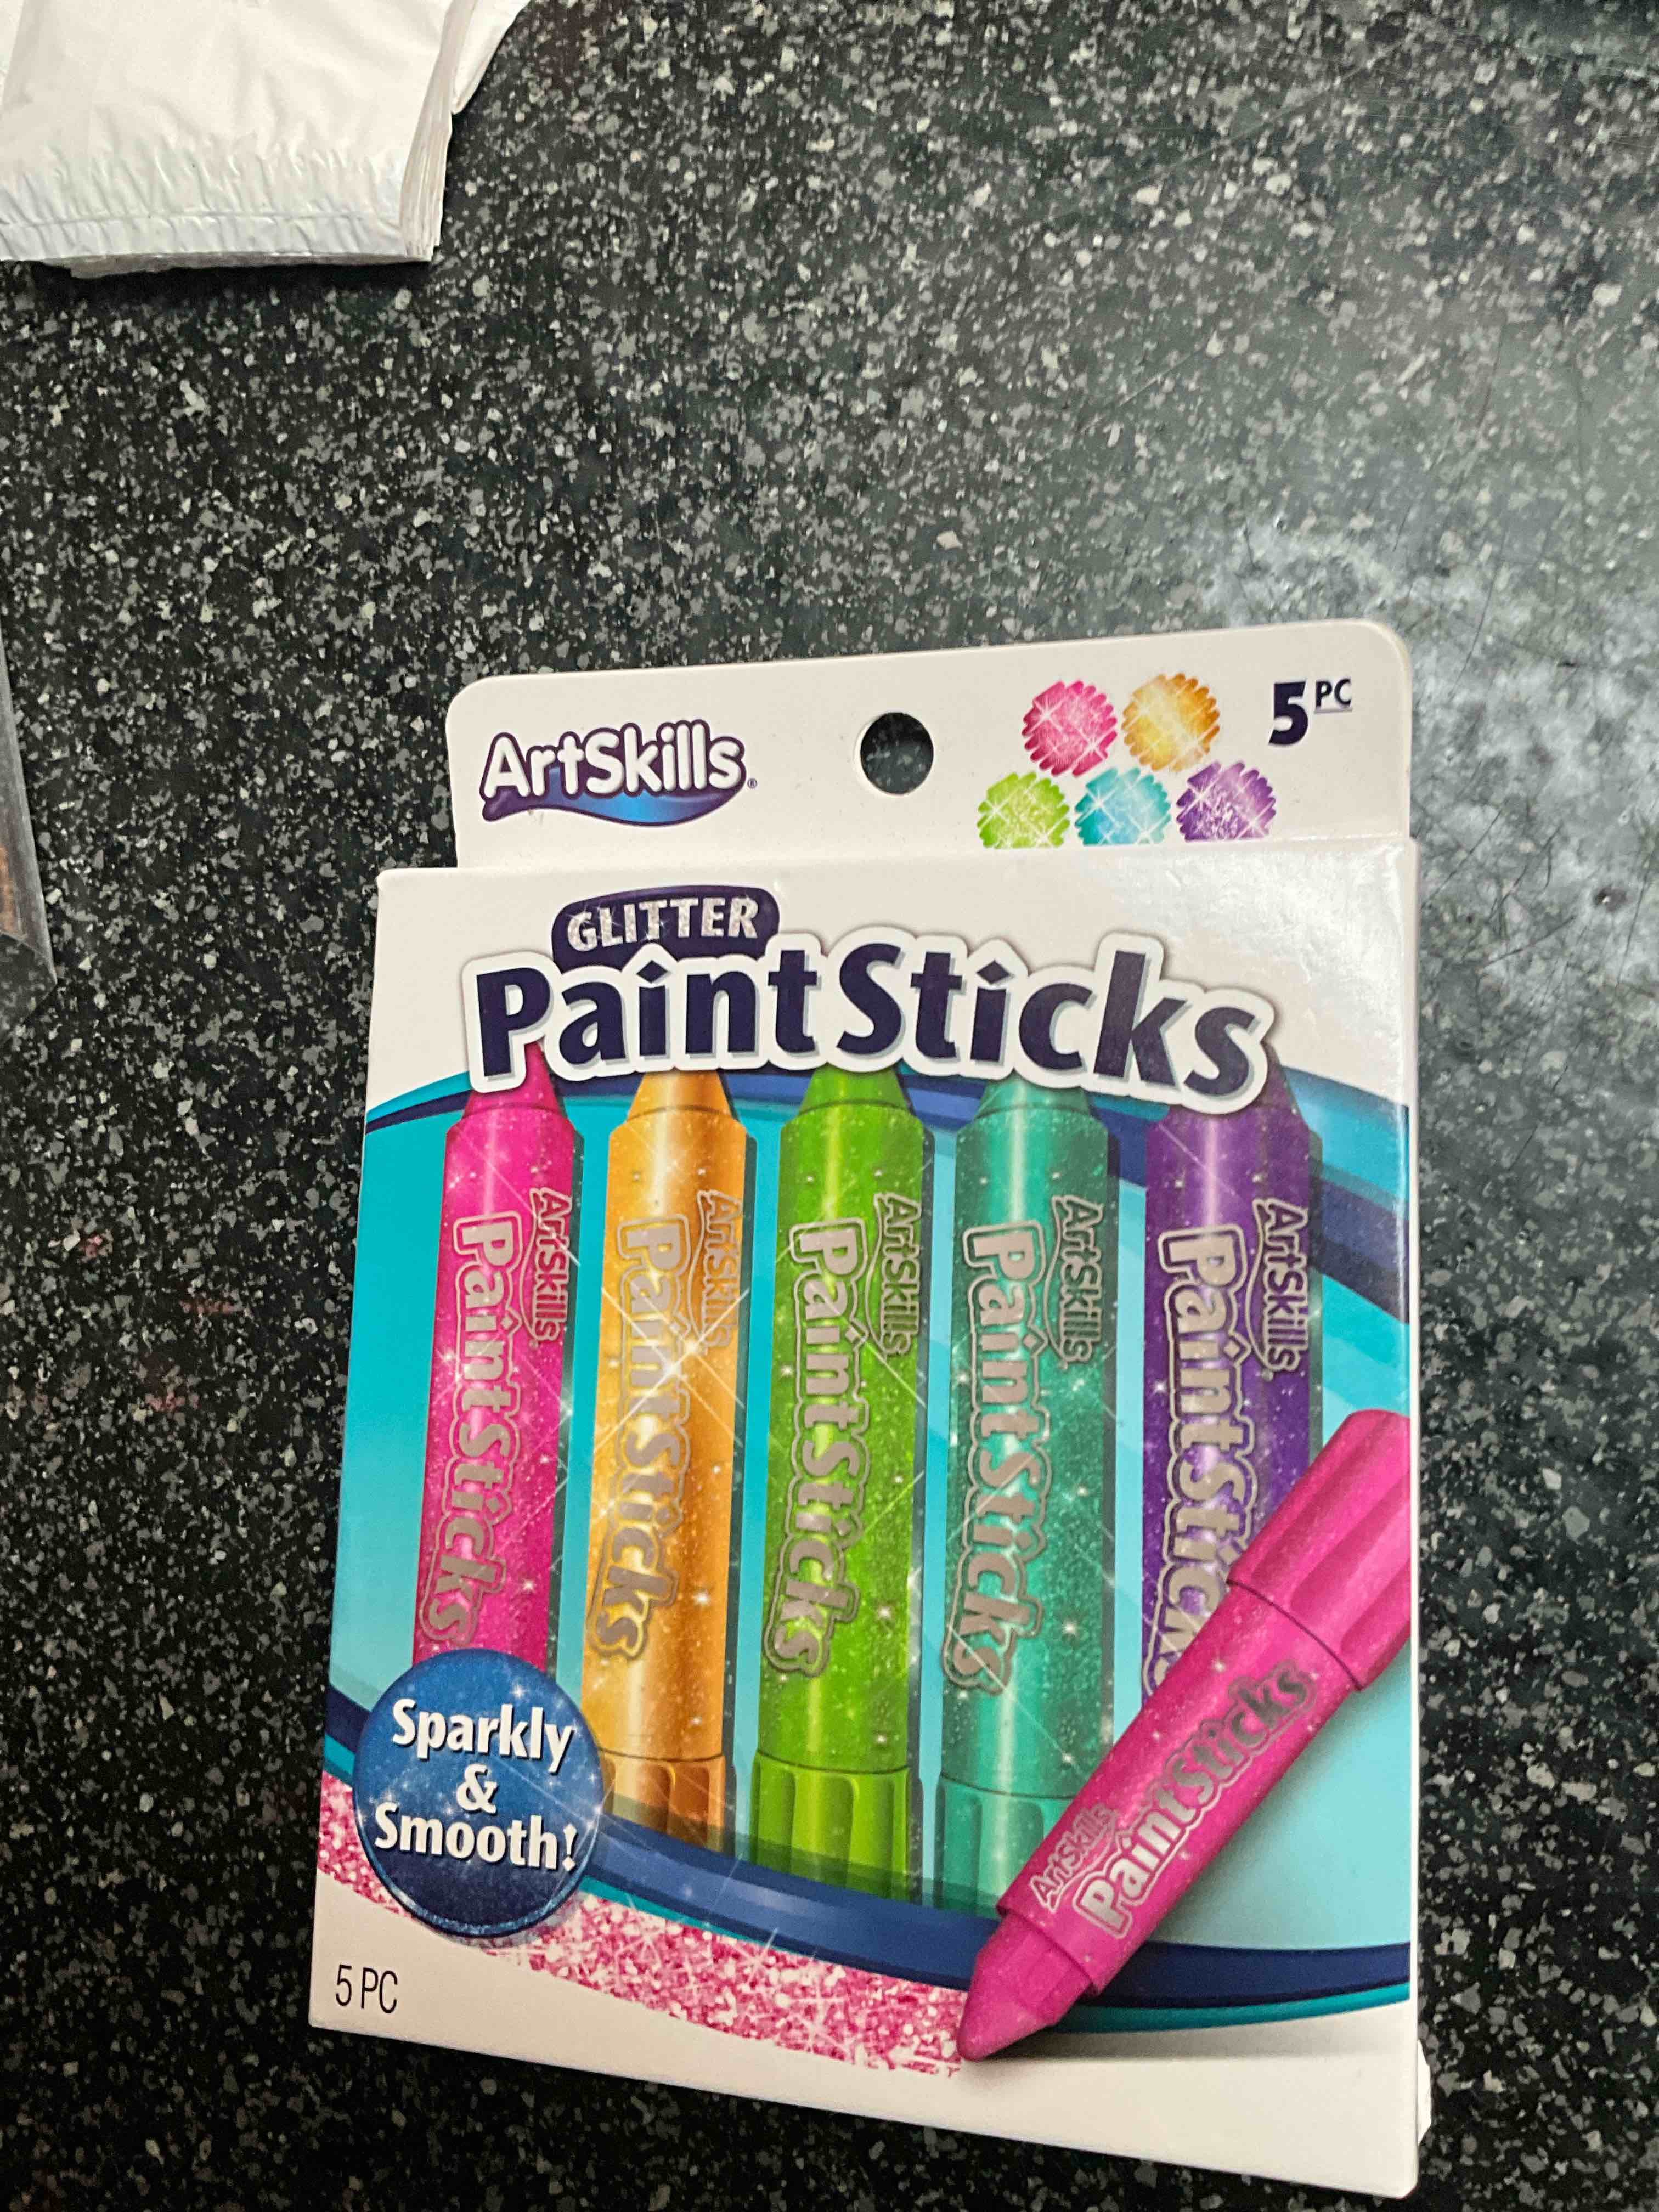 ArtSkills®
5 PC
GLITTER
PaintSticks
ArtSkills
PaintSticks
ArtSkills
PaintSticks
ArtSkills
PaintSticks
ArtSkills
PaintSticks
ArtSkills
PaintStick
ArtSkills
PaintSticks
Sparkly
&
Smooth!
5 PC